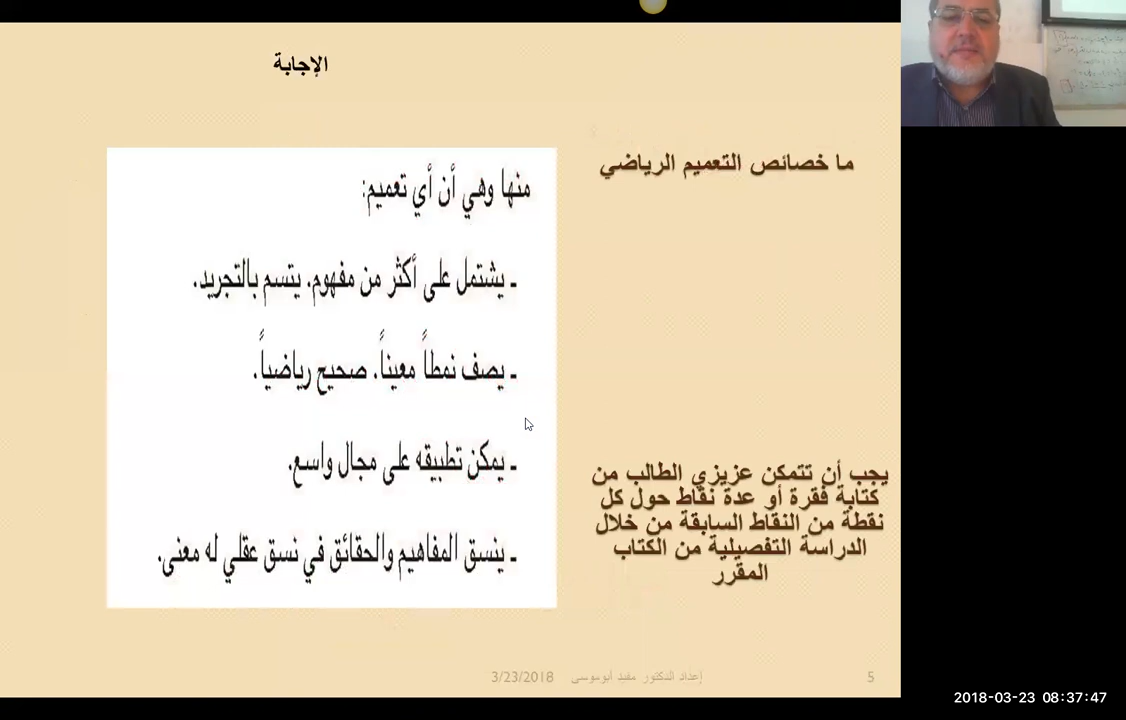 الإجابة
ما خصائص التعميم الرياضي
منها وهي أن أي تعميم:
ـ يشتمل على أكثر من مفهوم. يتسم بالتجريد.
ـ يصف نمطاً معيناً. صحيح رياضياً.
ـ يمكن تطبيقه على مجال واسع.
ـ ينسق المفاهيم والحقائق في نسق عقلي له معنى.
يجب أن تتمكن عزيزي الطالب من
كتابة فقرة أو عدة نقاط حول كل
نقطة من النقاط السابقة من خلال
الدراسة التفصيلية من الكتاب
المقرر
5
إعداد الدكتور مفيد أبوموسى
3/23/2018
2018-03-23 08:37:47